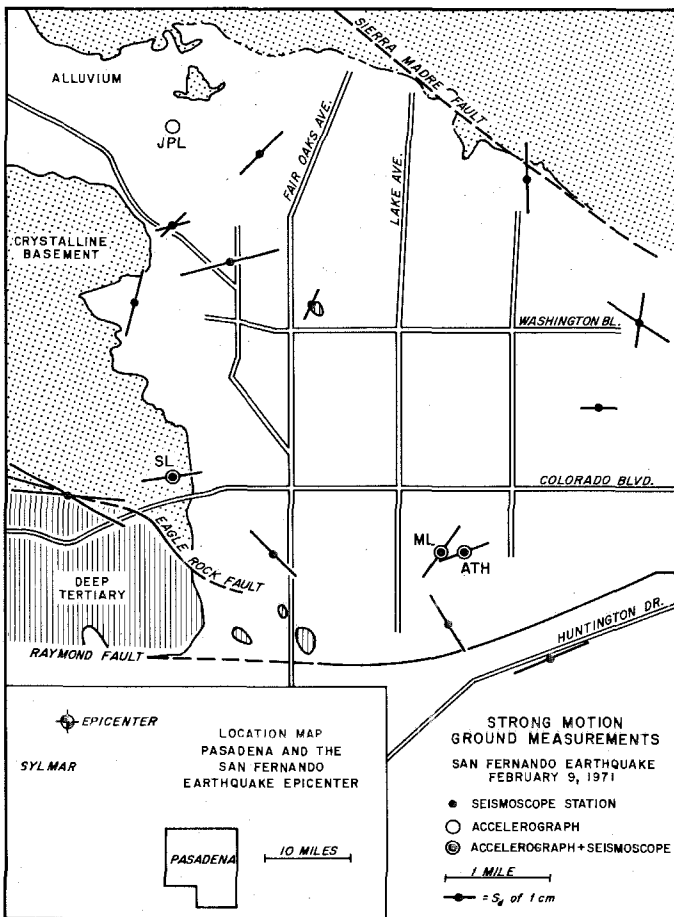 SIERRA MADRE FAULT
ALLUVIUM
JPL
FAIR OAKS AVE.
LAKE AVE.
CRYSTALLINE
BASEMENT
WASHINGTON BL.
SL
COLORADO BLVD.
EAGLE ROCK FAULT
ML
ATH
DEEP
TERTIARY
HUNTINGTON DR.
RAYMOND FAULT
EPICENTER
SYLMAR
LOCATION MAP
PASADENA AND THE
SAN FERNANDO
EARTHQUAKE EPICENTER
PASADENA
10 MILES
STRONG MOTION
GROUND MEASUREMENTS
SAN FERNANDO EARTHQUAKE
FEBRUARY 9, 1971
SEISMOSCOPE STATION
ACCELEROGRAPH
ACCELEROGRAPH+SEISMOSCOPE
1 MILE
= Sd of 1 cm